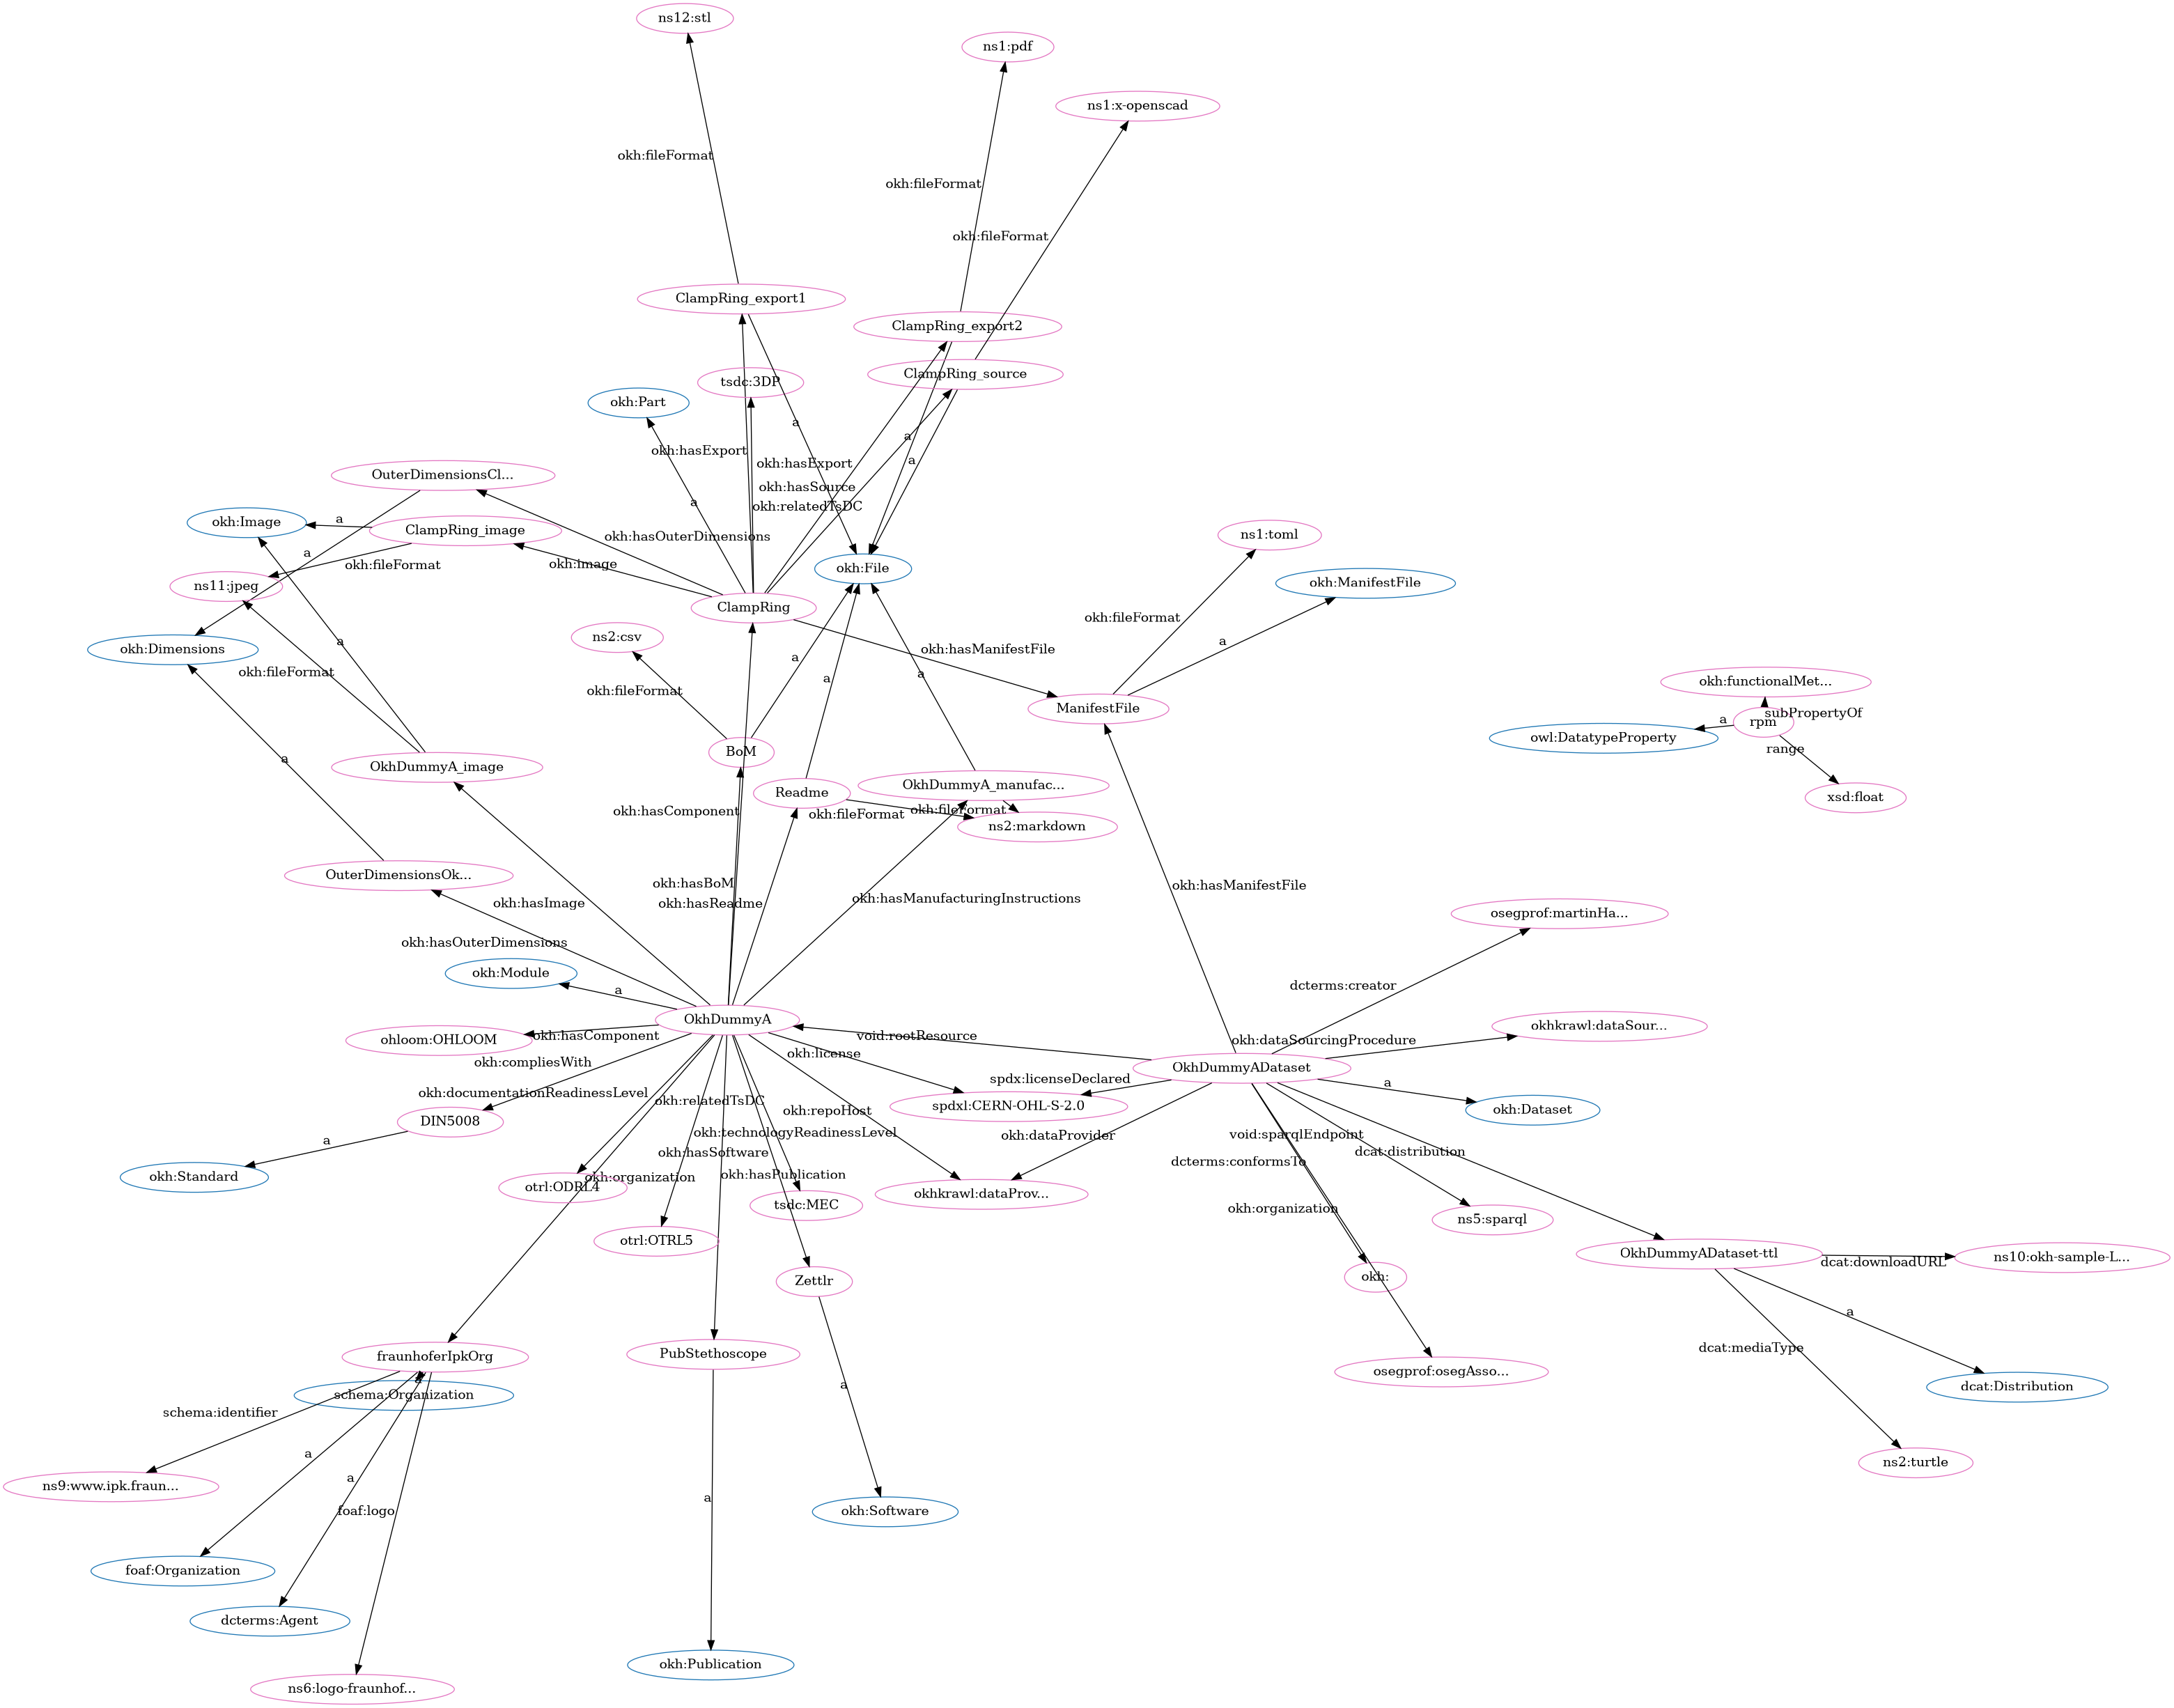 ns12:stl
ns1:pdf
ns1:x-openscad
okh:fileFormat
okh:fileFormat
okh:fileFormat
ClampRing_export1
ClampRing_export2
ClampRing_source
tsdc:3DP
okh:Part
a
a
okh:hasExport
a
okh:hasExport
OuterDimensionsCl...
okh:hasSource
a
okh:relatedTsDC
okh:Image
a
ClampRing_image
okh:hasOuterDimensions
ns1:toml
a
okh:fileFormat
okh:image
okh:File
okh:ManifestFile
ns11:jpeg
ClampRing
okh:fileFormat
ns2:csv
a
a
okh:Dimensions
okh:hasManifestFile
a
okh:fileFormat
a
a
okh:functionalMet...
okh:fileFormat
ManifestFile
subPropertyOf
a
rpm
owl:DatatypeProperty
range
BoM
a
OkhDummyA_image
OkhDummyA_manufac...
Readme
xsd:float
okh:hasComponent
okh:fileFormat
okh:fileFormat
ns2:markdown
OuterDimensionsOk...
okh:hasBoM
okh:hasManifestFile
okh:hasImage
okh:hasReadme
okh:hasManufacturingInstructions
osegprof:martinHa...
okh:hasOuterDimensions
okh:Module
a
dcterms:creator
OkhDummyA
okhkrawl:dataSour...
ohloom:OHLOOM
okh:hasComponent
void:rootResource
okh:dataSourcingProcedure
okh:compliesWith
okh:license
OkhDummyADataset
okh:documentationReadinessLevel
spdx:licenseDeclared
a
okh:relatedTsDC
spdxl:CERN-OHL-S-2.0
okh:Dataset
DIN5008
okh:repoHost
okh:technologyReadinessLevel
okh:dataProvider
void:sparqlEndpoint
a
okh:hasSoftware
dcterms:conformsTo
dcat:distribution
okh:Standard
okh:organization
okh:hasPublication
otrl:ODRL4
okhkrawl:dataProv...
tsdc:MEC
okh:organization
ns5:sparql
otrl:OTRL5
OkhDummyADataset-ttl
dcat:downloadURL
ns10:okh-sample-L...
Zettlr
okh:
a
dcat:mediaType
fraunhoferIpkOrg
PubStethoscope
osegprof:osegAsso...
a
schema:Organization
a
dcat:Distribution
schema:identifier
a
ns2:turtle
ns9:www.ipk.fraun...
a
a
foaf:logo
okh:Software
foaf:Organization
dcterms:Agent
okh:Publication
ns6:logo-fraunhof...